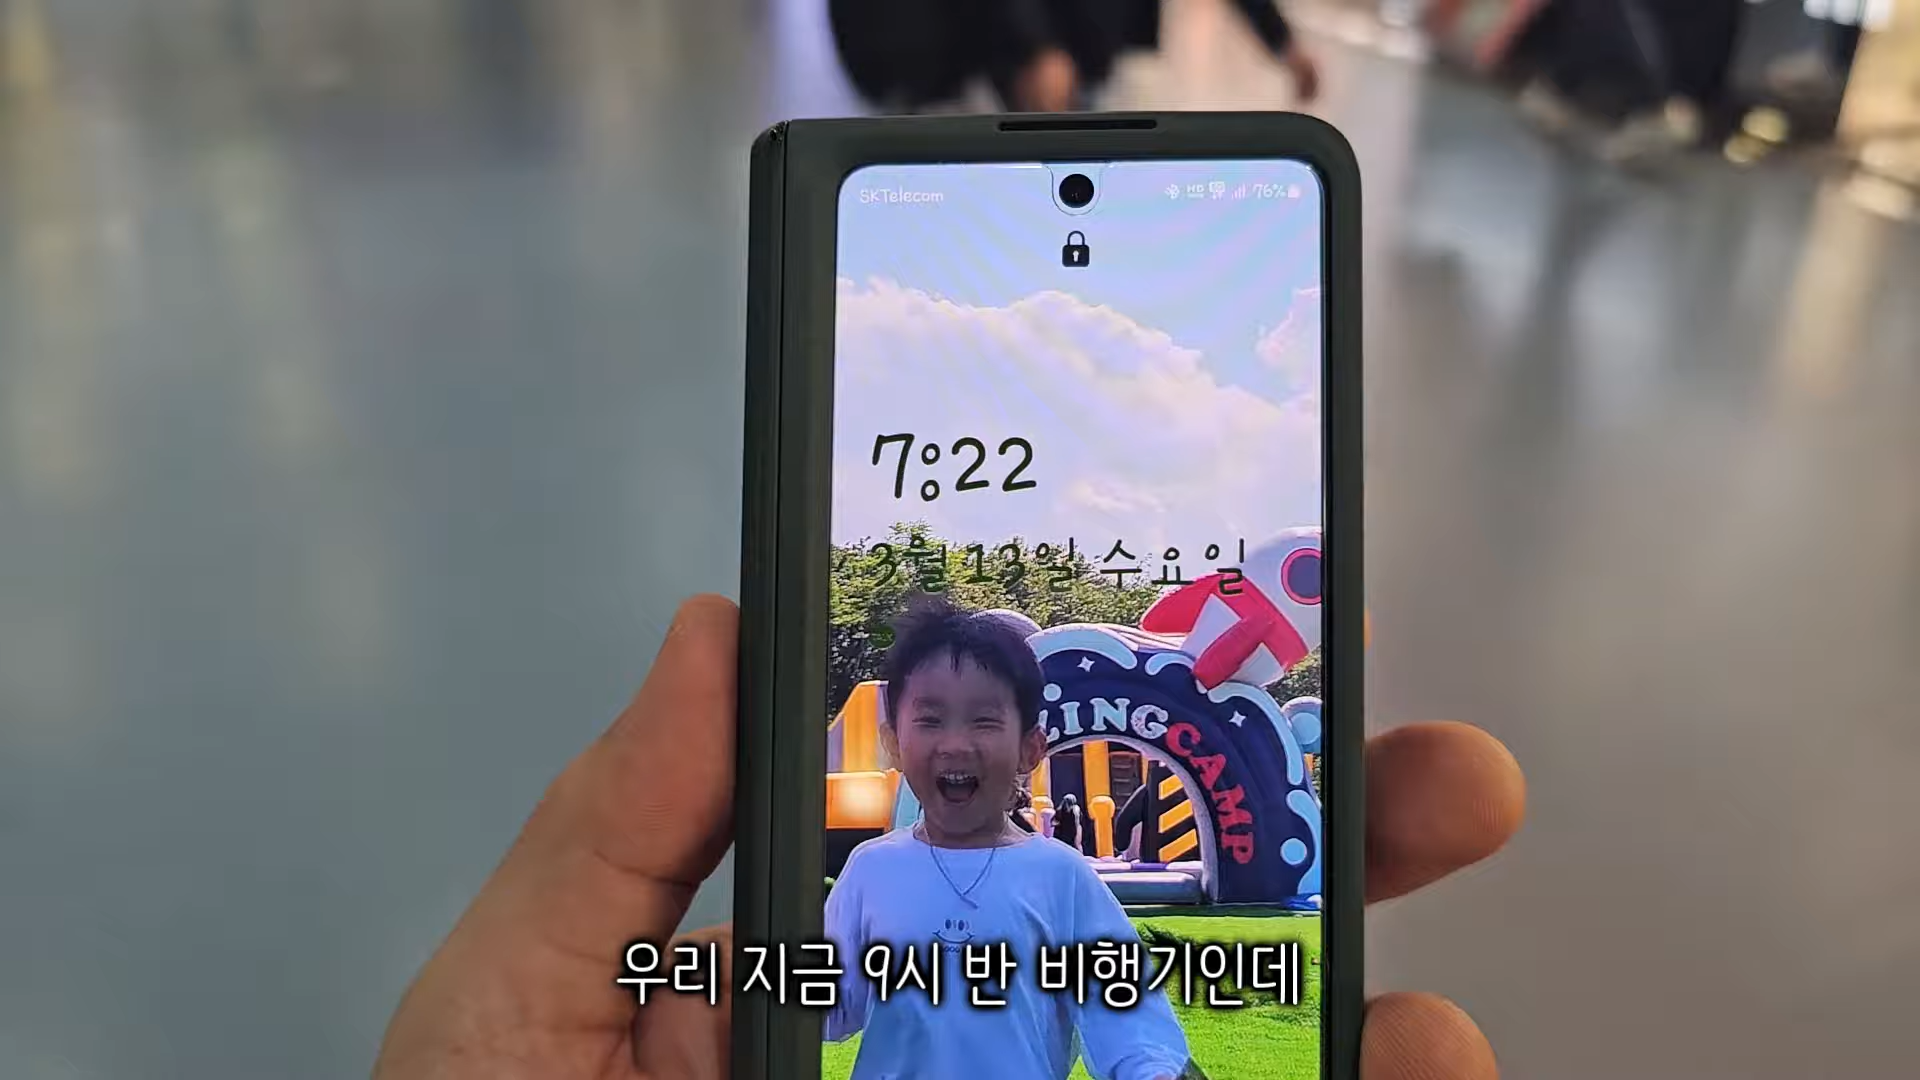 SKTelecom
HD 76%
7:22
3월 13일 수요일
LING CAMP
우리 지금 9시 반 비행기인데